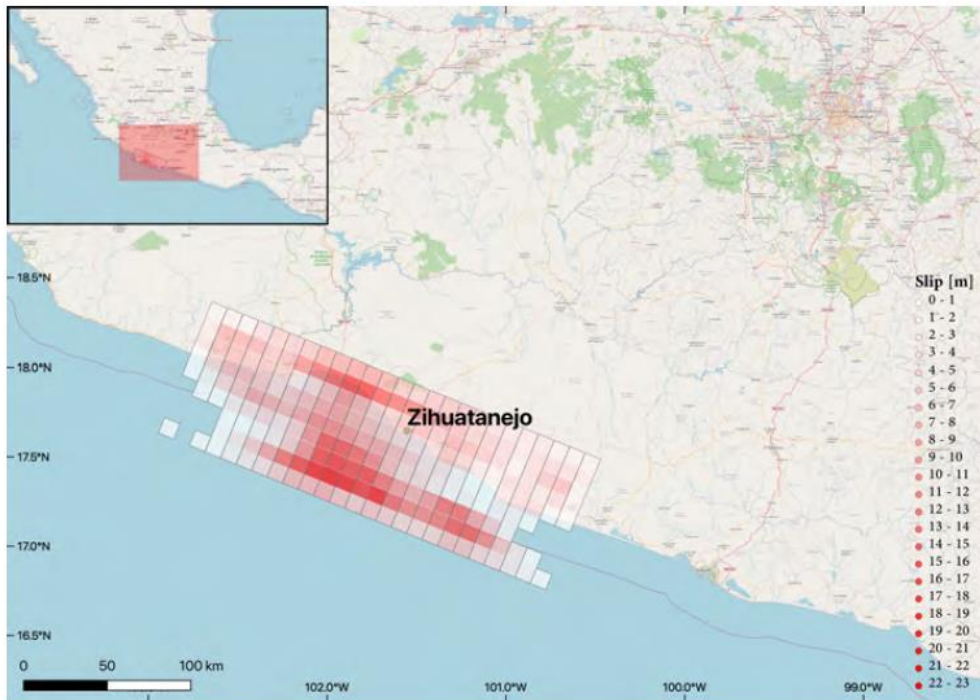 18.5°N
18.0°N
17.5°N
17.0°N
16.5°N
Zihuatanejo
Slip [m]
0 - 1
1 - 2
2 - 3
3 - 4
4 - 5
5 - 6
6 - 7
7 - 8
8 - 9
9 - 10
10 - 11
11 - 12
12 - 13
13 - 14
14 - 15
15 - 16
16 - 17
17 - 18
18 - 19
19 - 20
20 - 21
21 - 22
22 - 23
0 50 100 km
102.0°W 101.0°W 100.0°W 99.0°W